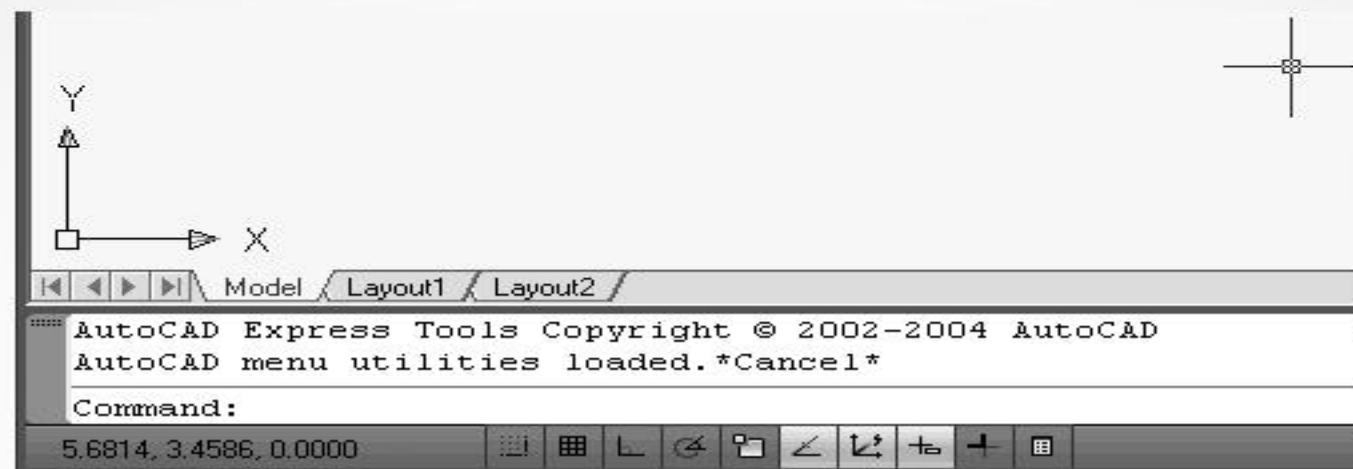 Y
X
Model Layout1 Layout2
AutoCAD Express Tools Copyright © 2002-2004 AutoCAD
AutoCAD menu utilities loaded.*Cancel*
Command:
5.6814, 3.4586, 0.0000